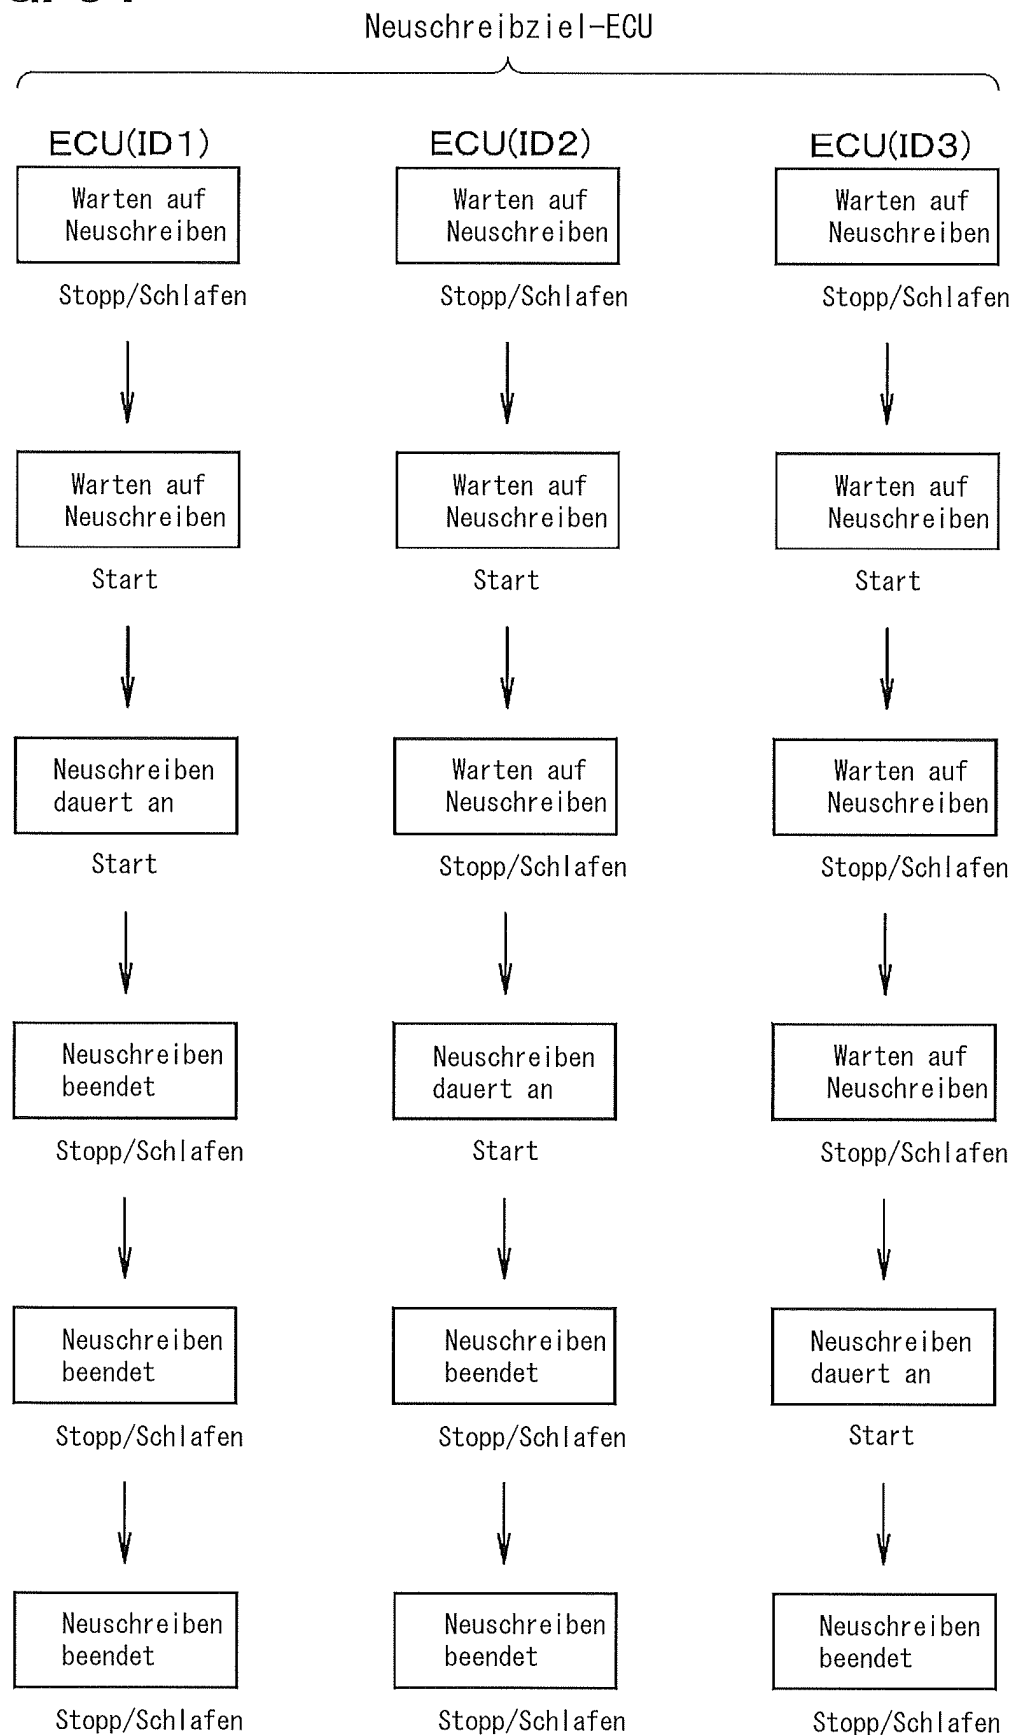 Neuschreibziel-ECU
ECU(ID1) ECU(ID2) ECU(ID3)
Warten auf Warten auf Warten auf
Neuschreiben Neuschreiben Neuschreiben
Stopp/Schlafen Stopp/Schlafen Stopp/Schlafen
Warten auf Warten auf Warten auf
Neuschreiben Neuschreiben Neuschreiben
Start Start Start
Neuschreiben Warten auf Warten auf
dauert an Neuschreiben Neuschreiben
Start Stopp/Schlafen Stopp/Schlafen
Neuschreiben Neuschreiben Warten auf
beendet dauert an Neuschreiben
Stopp/Schlafen Start Stopp/Schlafen
Neuschreiben Neuschreiben Neuschreiben
beendet beendet dauert an
Stopp/Schlafen Stopp/Schlafen Start
Neuschreiben Neuschreiben Neuschreiben
beendet beendet beendet
Stopp/Schlafen Stopp/Schlafen Stopp/Schlafen